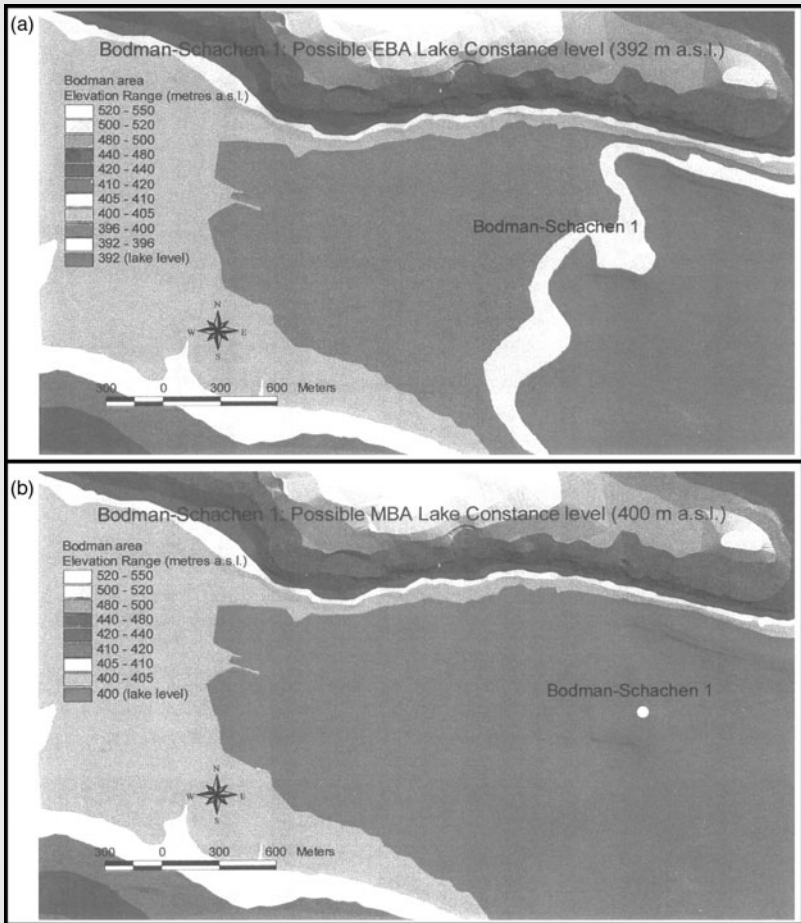 (a)
Bodman-Schachen 1: Possible EBA Lake Constance level (392 m a.s.l.)
Bodman area
Elevation Range (metres a.s.l.)
520 - 550
500 - 520
480 - 500
440 - 480
420 - 440
410 - 420
405 - 410
400 - 405
396 - 400
392 - 396
392 (lake level)
Bodman-Schachen 1
N
W E
S
300 0 300 600 Meters
(b)
Bodman-Schachen 1: Possible MBA Lake Constance level (400 m a.s.l.)
Bodman area
Elevation Range (metres a.s.l.)
520 - 550
500 - 520
480 - 500
440 - 480
420 - 440
410 - 420
405 - 410
400 - 405
400 (lake level)
Bodman-Schachen 1
N
W E
S
300 0 300 600 Meters